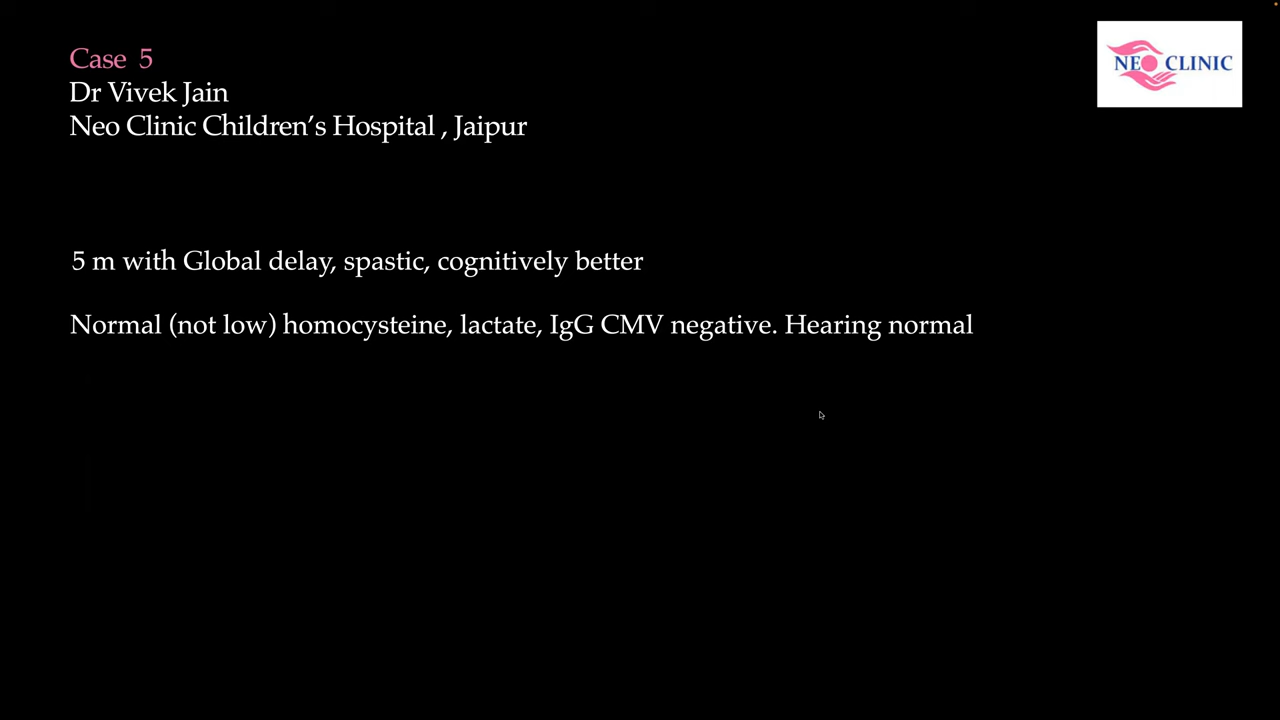 Case 5
Dr Vivek Jain
Neo Clinic Children’s Hospital , Jaipur
NEO CLINIC
5 m with Global delay, spastic, cognitively better
Normal (not low) homocysteine, lactate, IgG CMV negative. Hearing normal